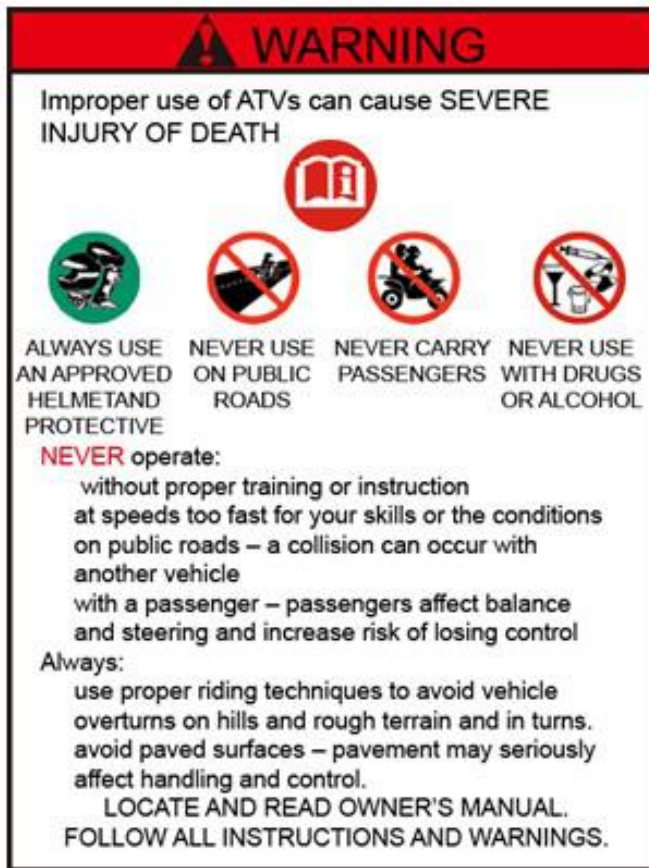 WARNING
Improper use of ATVs can cause SEVERE
INJURY OF DEATH
ALWAYS USE
AN APPROVED
HELMETAND
PROTECTIVE
NEVER USE
ON PUBLIC
ROADS
NEVER CARRY
PASSENGERS
NEVER USE
WITH DRUGS
OR ALCOHOL
NEVER operate:
without proper training or instruction
at speeds too fast for your skills or the conditions
on public roads – a collision can occur with
another vehicle
with a passenger – passengers affect balance
and steering and increase risk of losing control
Always:
use proper riding techniques to avoid vehicle
overturns on hills and rough terrain and in turns.
avoid paved surfaces – pavement may seriously
affect handling and control.
LOCATE AND READ OWNER'S MANUAL.
FOLLOW ALL INSTRUCTIONS AND WARNINGS.